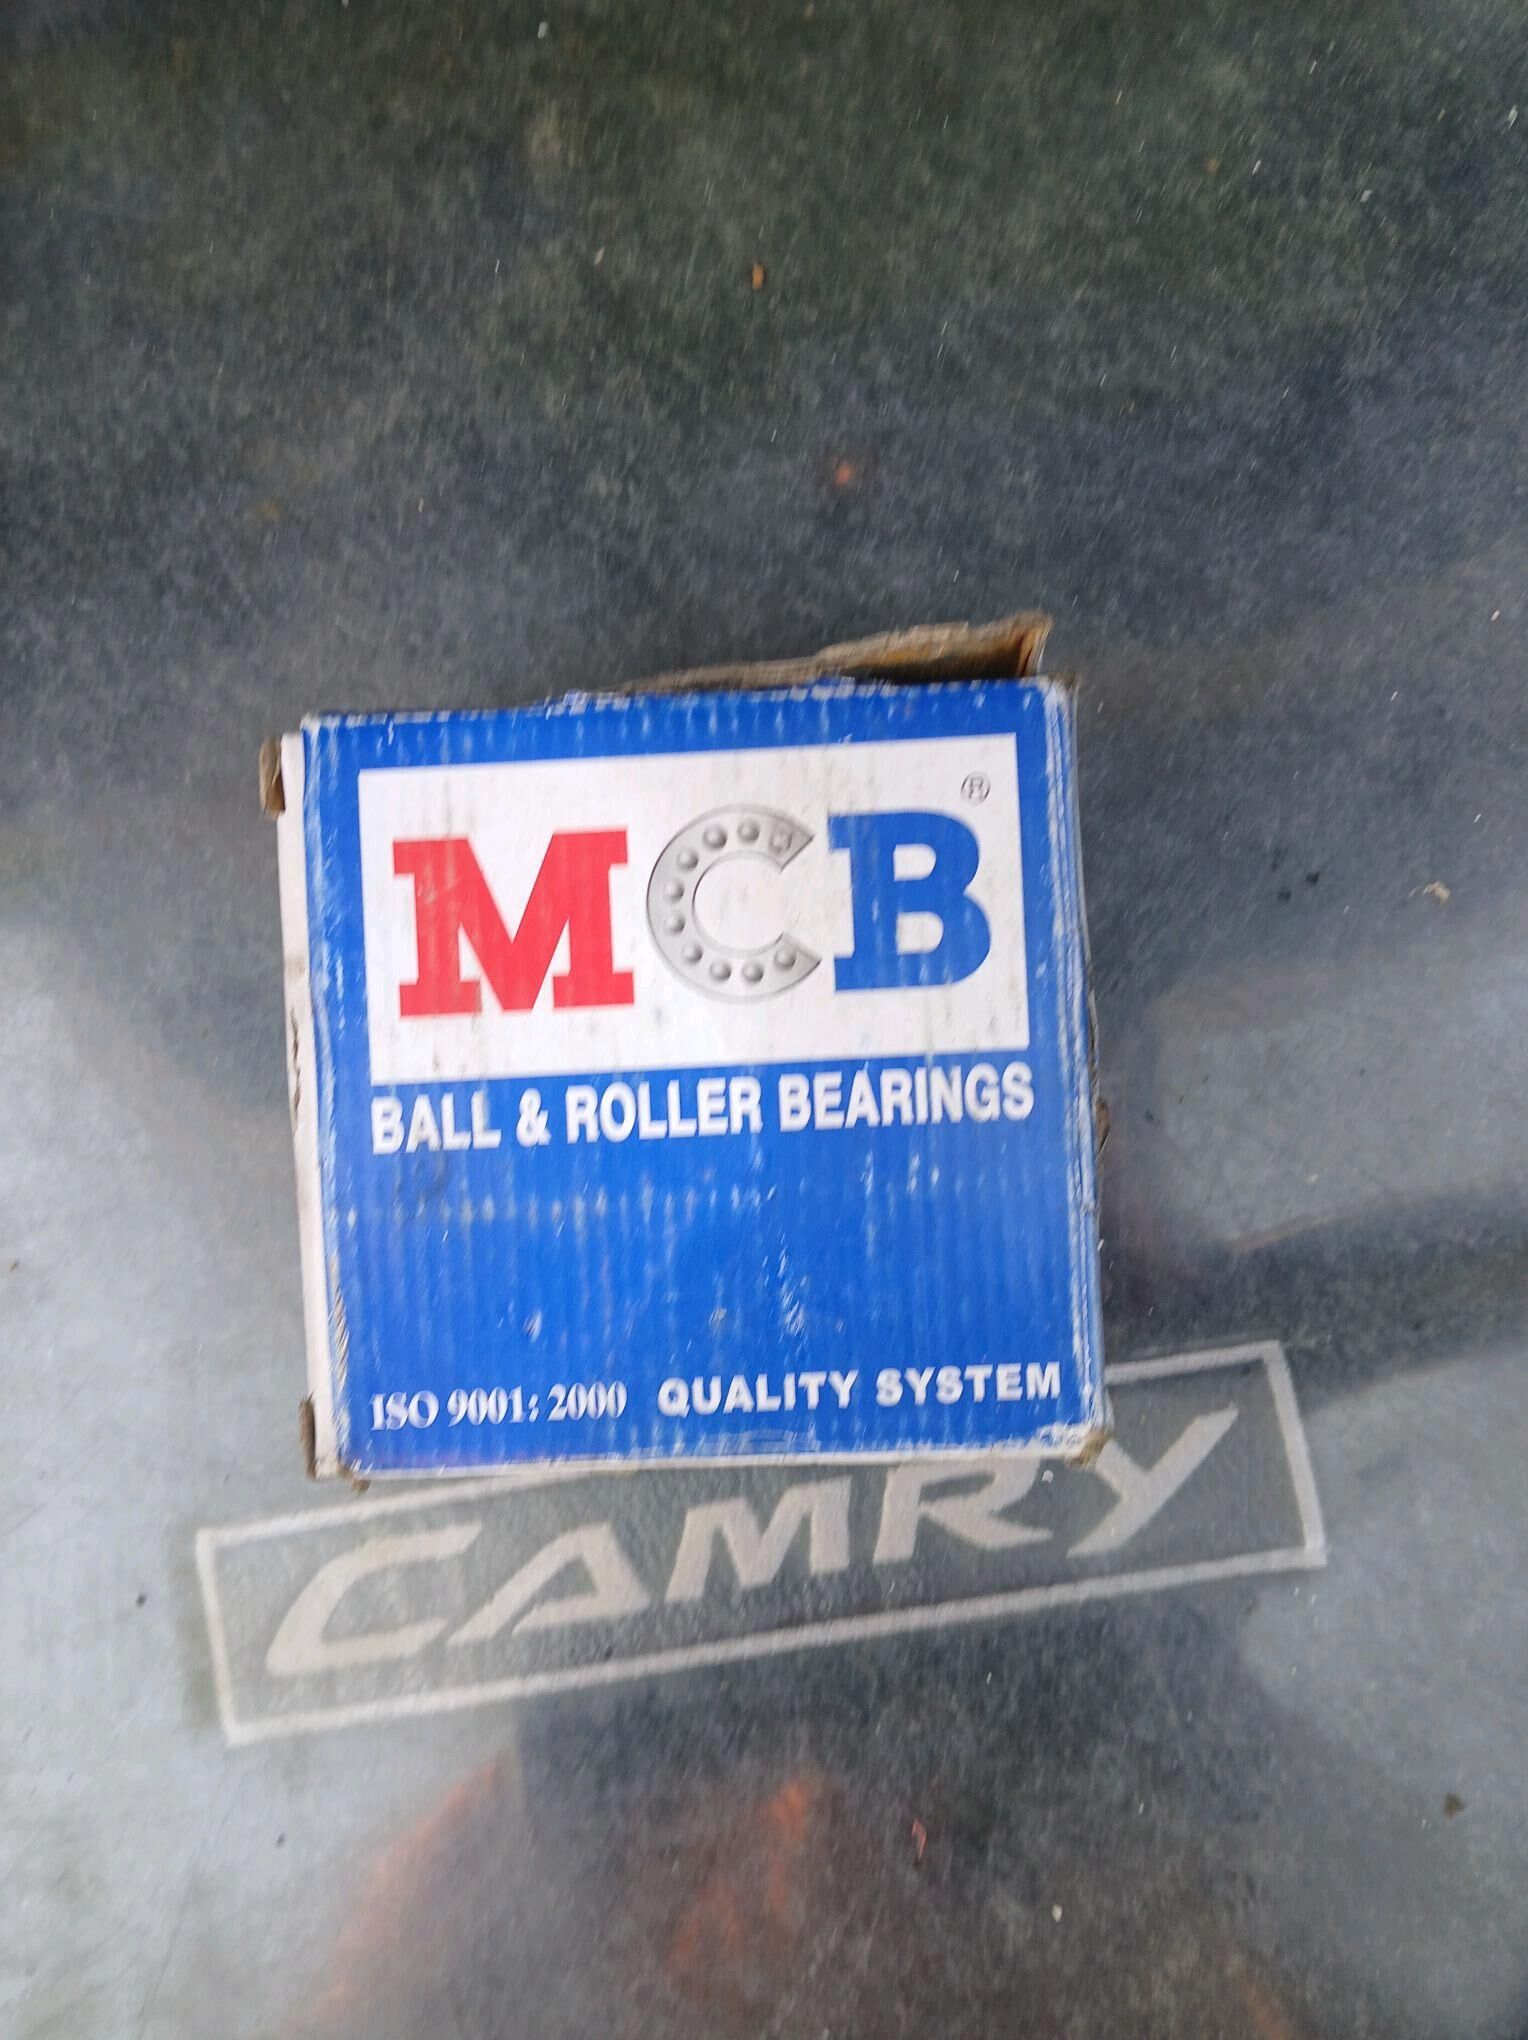 MCB®
BALL & ROLLER BEARINGS
ISO 9001: 2000 QUALITY SYSTEM
CAMRY